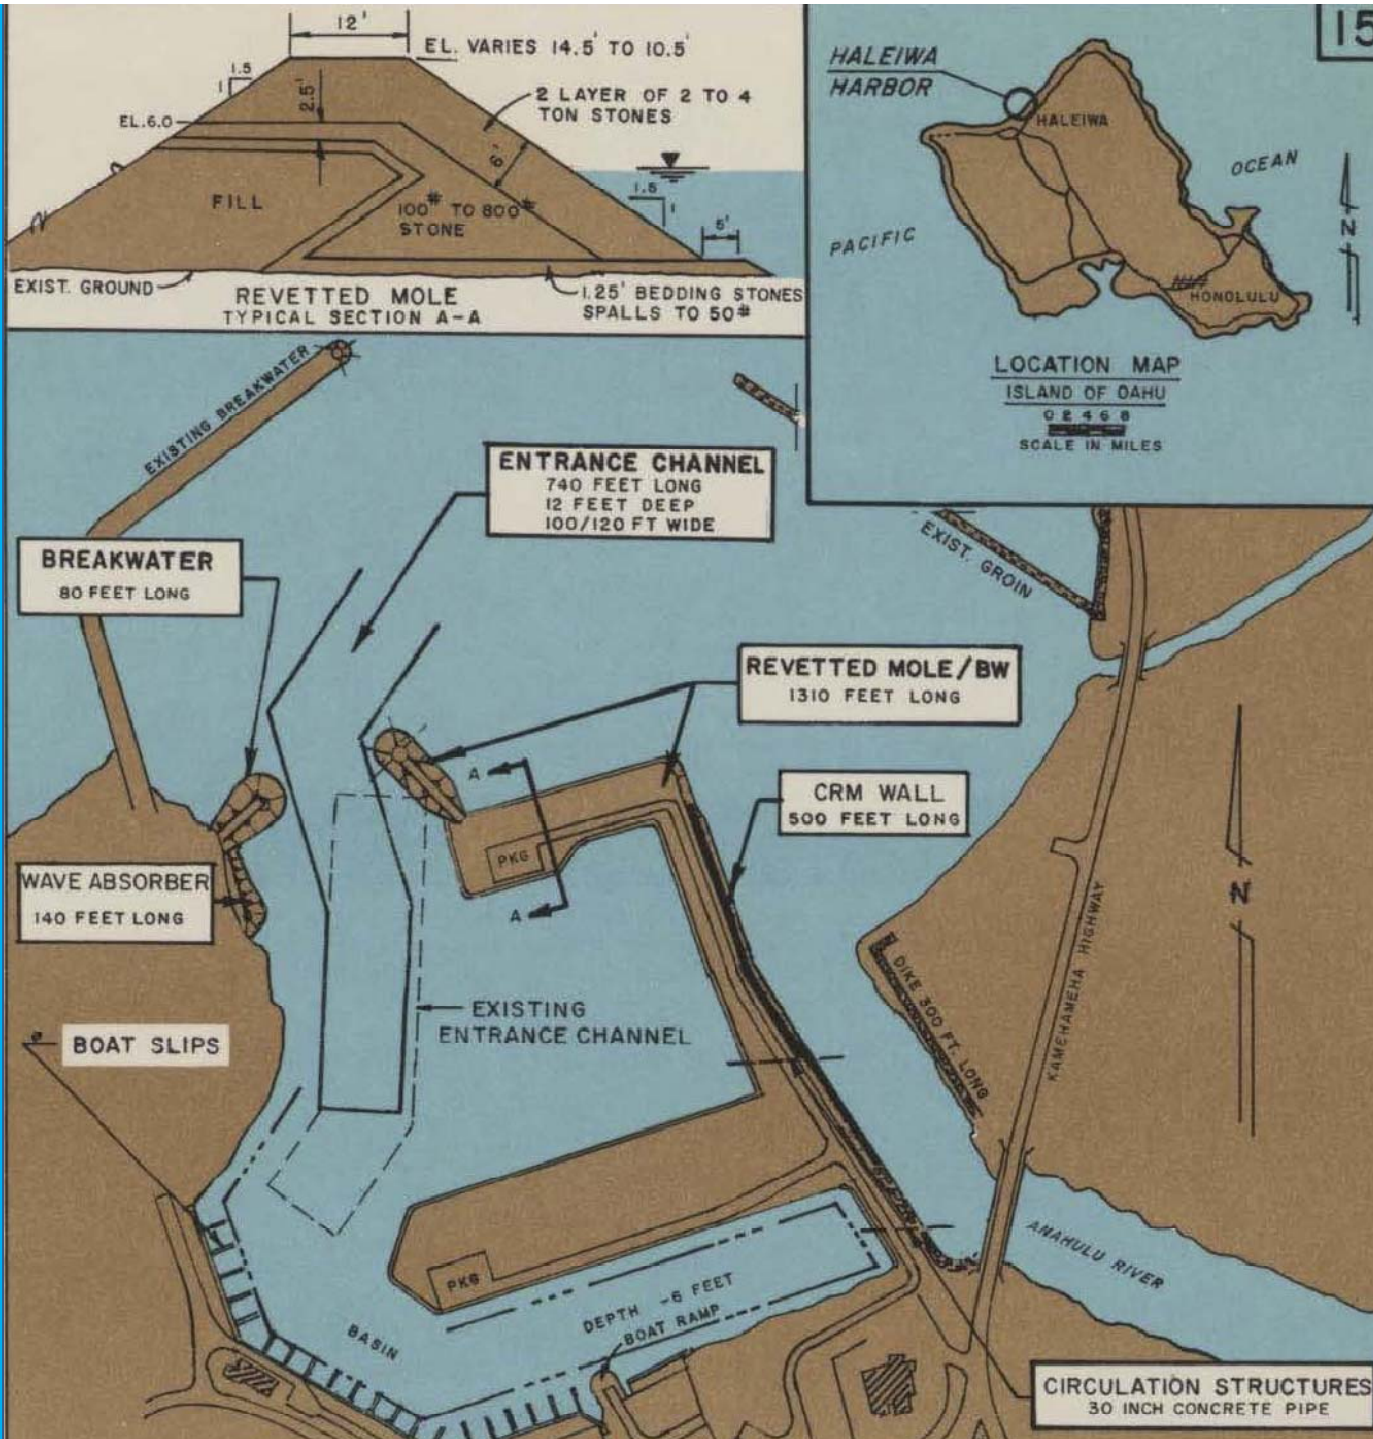 12'
EL. VARIES 14.5' TO 10.5'
1.5
1
2.5'
2 LAYER OF 2 TO 4
TON STONES
EL.6.0
6'
FILL
100# TO 800#
STONE
1.5
1
5'
EXIST. GROUND
REVETTED MOLE
TYPICAL SECTION A-A
1.25' BEDDING STONES
SPALLS TO 50#
15
HALEIWA
HARBOR
HALEIWA
OCEAN
PACIFIC
N
HONOLULU
LOCATION MAP
ISLAND OF OAHU
0 2 4 6 8
SCALE IN MILES
EXISTING BREAKWATER
ENTRANCE CHANNEL
740 FEET LONG
12 FEET DEEP
100/120 FT WIDE
EXIST. GROIN
BREAKWATER
80 FEET LONG
REVETTED MOLE/BW
1310 FEET LONG
A
CRM WALL
500 FEET LONG
PKG
WAVE ABSORBER
140 FEET LONG
A
N
KAMEHAMEHA HIGHWAY
DIKE 300 FT. LONG
EXISTING
ENTRANCE CHANNEL
BOAT SLIPS
ANAHULU RIVER
PKG
DEPTH -6 FEET
BOAT RAMP
BASIN
CIRCULATION STRUCTURES
30 INCH CONCRETE PIPE